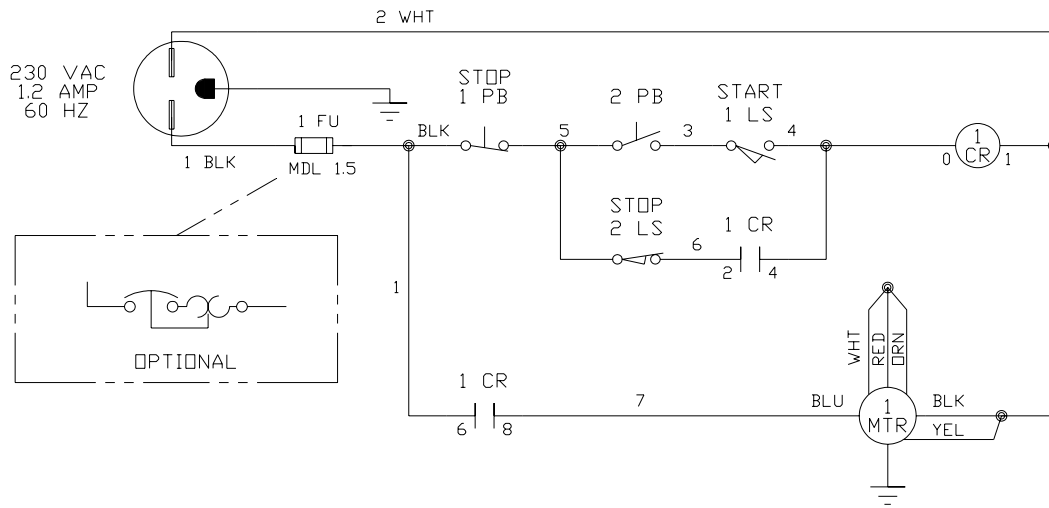 2 WHT
230 VAC
1.2 AMP
60 HZ
1 FU
1 BLK
MDL 1.5
BLK
STOP
1 PB
5
2 PB
3
START
1 LS
4
1
CR
0
1
STOP
2 LS
6
1 CR
2
4
1
OPTIONAL
WHT
RED
ORN
1 CR
6
8
7
BLU
1
MTR
BLK
YEL